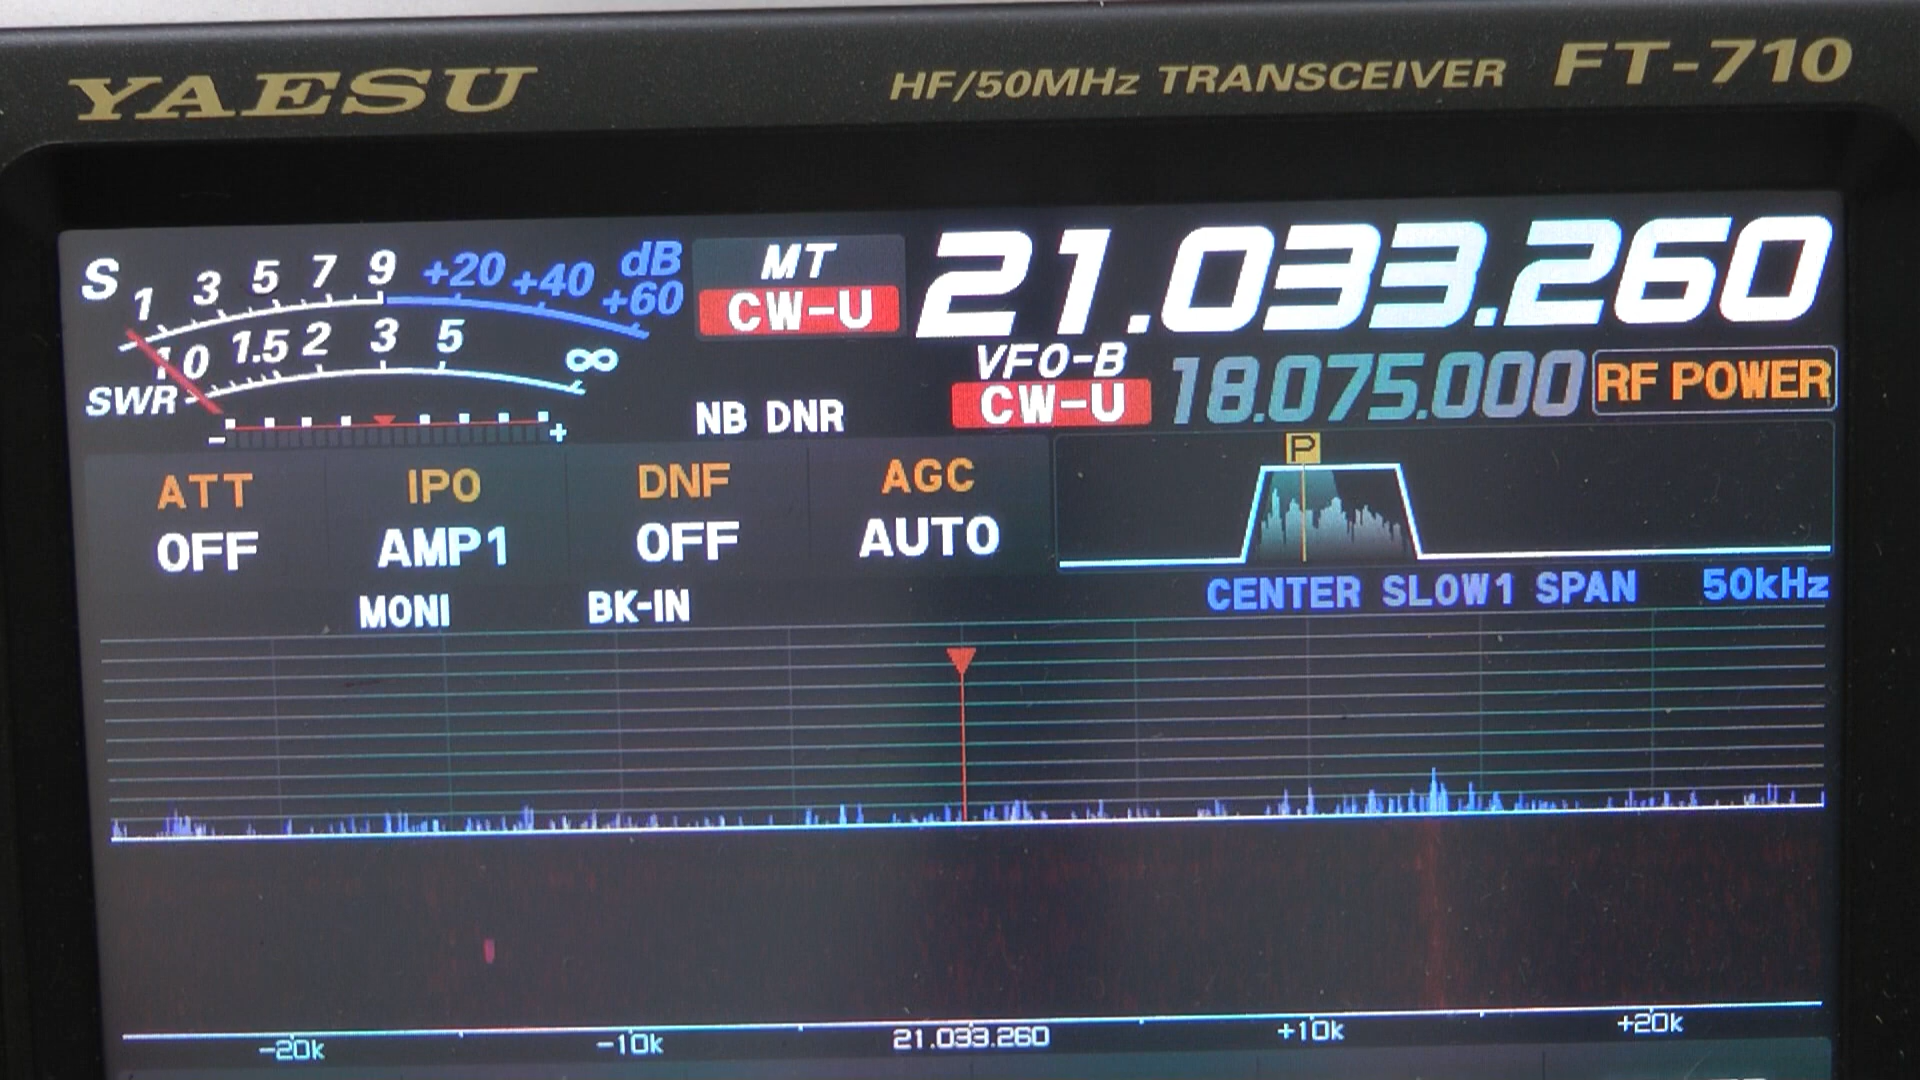 YAESU HF/50MHz TRANSCEIVER FT-710
S 1 3 5 7 9 +20 +40 +60 dB
MT
CW-U
21.033.260
0 1.5 2 3 5 ∞
SWR
- +
NB DNR
VFO-B
CW-U
18.075.000
RF POWER
P
ATT IPO DNF AGC
OFF AMP1 OFF AUTO
MONI BK-IN
CENTER SLOW1 SPAN 50kHz
-20k -10k 21.033.260 +10k +20k